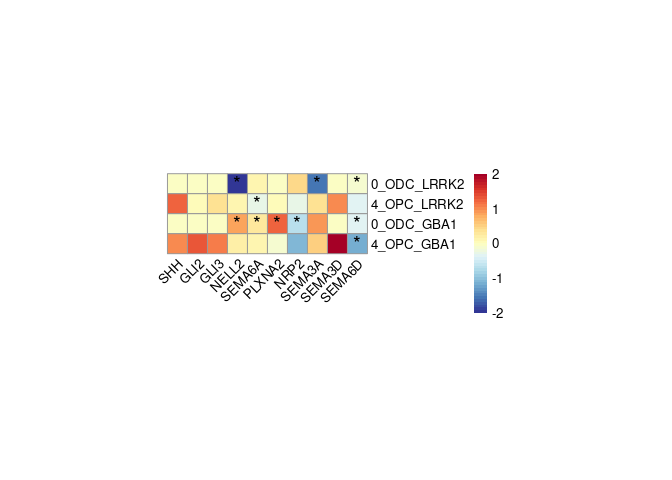 * * *
0_ODC_LRRK2
* *
4_OPC_LRRK2
* * * * *
0_ODC_GBA1
*
4_OPC_GBA1
SHH
GLI2
GLI3
NELL2
SEMA6A
PLXNA2
NRP2
SEMA3A
SEMA3D
SEMA6D
2
1
0
-1
-2